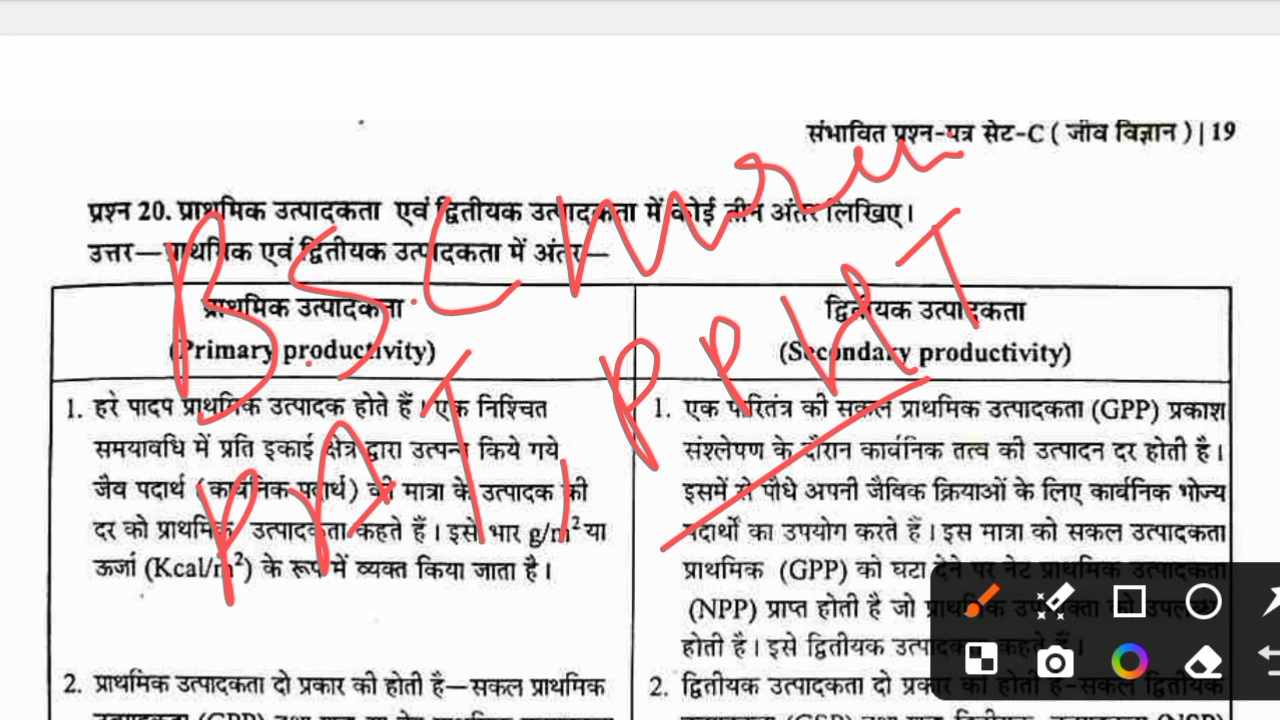 संभावित प्रश्न-पत्र सेट-C ( जीव विज्ञान ) | 19
प्रश्न 20. प्राथमिक उत्पादकता एवं द्वितीयक उत्पादकता में कोई तीन अंतर लिखिए।
उत्तर—प्राथमिक एवं द्वितीयक उत्पादकता में अंतर—
प्राथमिक उत्पादकता
(Primary productivity)
1. हरे पादप प्राथमिक उत्पादक होते हैं। एक निश्चित
समयावधि में प्रति इकाई क्षेत्र द्वारा उत्पन्न किये गये
जैव पदार्थ (कार्बनिक पदार्थ) की मात्रा के उत्पादक की
दर को प्राथमिक उत्पादकता कहते हैं। इसे भार g/m² या
ऊर्जा (Kcal/m²) के रूप में व्यक्त किया जाता है।
2. प्राथमिक उत्पादकता दो प्रकार की होती है—सकल प्राथमिक
द्वितीयक उत्पादकता
(Secondary productivity)
1. एक पारितंत्र की सकल प्राथमिक उत्पादकता (GPP) प्रकाश
संश्लेषण के दौरान कार्बनिक तत्व की उत्पादन दर होती है।
इसमें से पौधे अपनी जैविक क्रियाओं के लिए कार्बनिक भोज्य
पदार्थों का उपयोग करते हैं। इस मात्रा को सकल उत्पादकता
प्राथमिक (GPP) को घटा देने पर नेट प्राथमिक उत्पादकता
(NPP) प्राप्त होती है जो प्राथमिक उपभोक्ता को उपलब्ध
होती है। इसे द्वितीयक उत्पादकता कहते हैं।
2. द्वितीयक उत्पादकता दो प्रकार की होती है-सकल द्वितीयक
B.S.C
PAT, PPHT